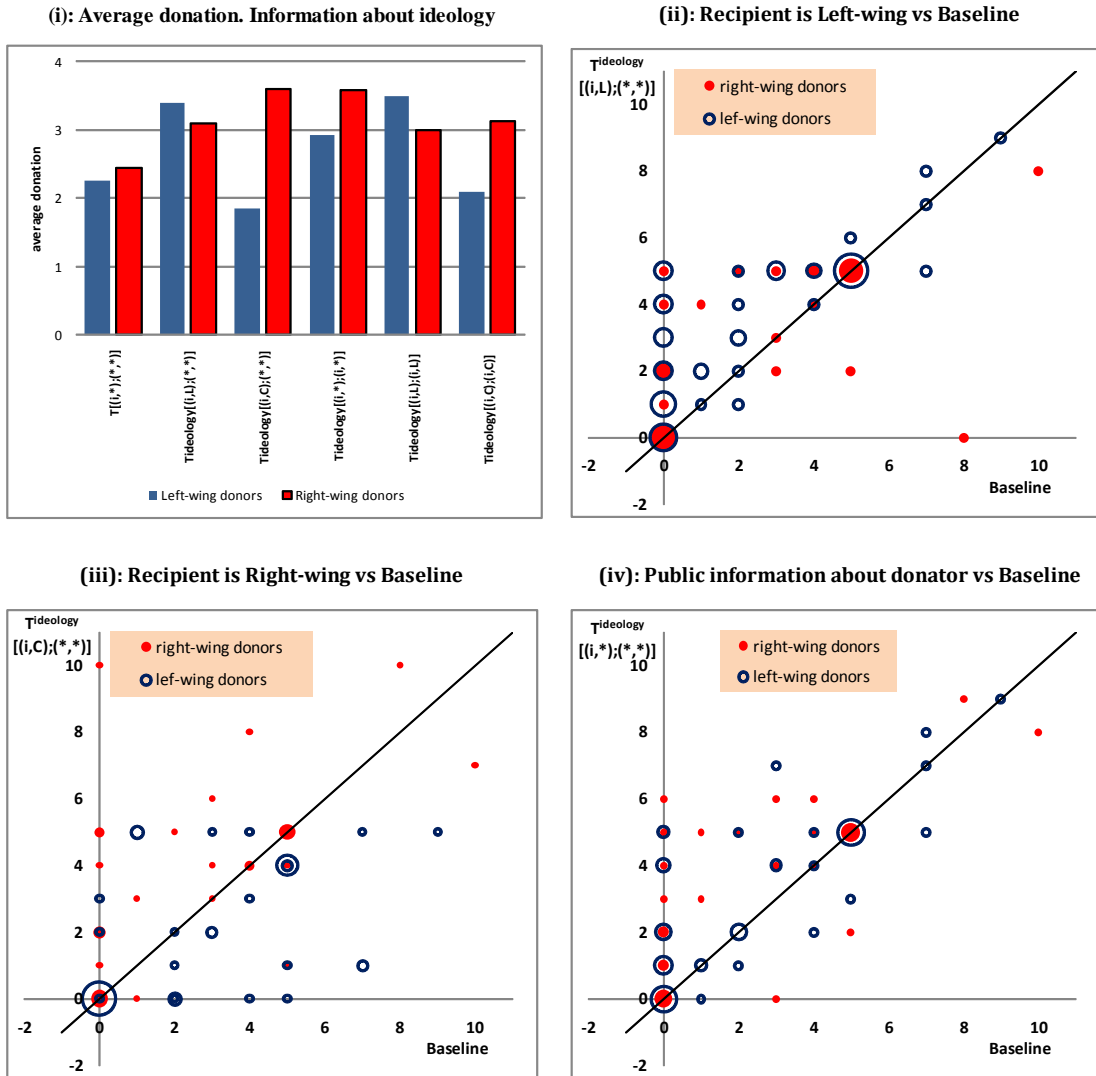 (i): Average donation. Information about ideology
4
3
2
1
0
average donation
T[(i,*);(*,*)]
Tideology[(i,L);(*,*)]
Tideology[(i,C);(*,*)]
Tideology[(i,*);(i,*)]
Tideology[(i,L);(i,L)]
Tideology[(i,C);(i,C)]
Left-wing donors
Right-wing donors
(ii): Recipient is Left-wing vs Baseline
Tideology
[(i,L);(*,*)]
right-wing donors
lef-wing donors
10
8
6
4
2
0
-2
-2 0 2 4 6 8 10
Baseline
(iii): Recipient is Right-wing vs Baseline
Tideology
[(i,C);(*,*)]
right-wing donors
lef-wing donors
10
8
6
4
2
0
-2
-2 0 2 4 6 8 10
Baseline
(iv): Public information about donator vs Baseline
Tideology
[(i,*);(*,*)]
right-wing donors
left-wing donors
10
8
6
4
2
0
-2
-2 0 2 4 6 8 10
Baseline